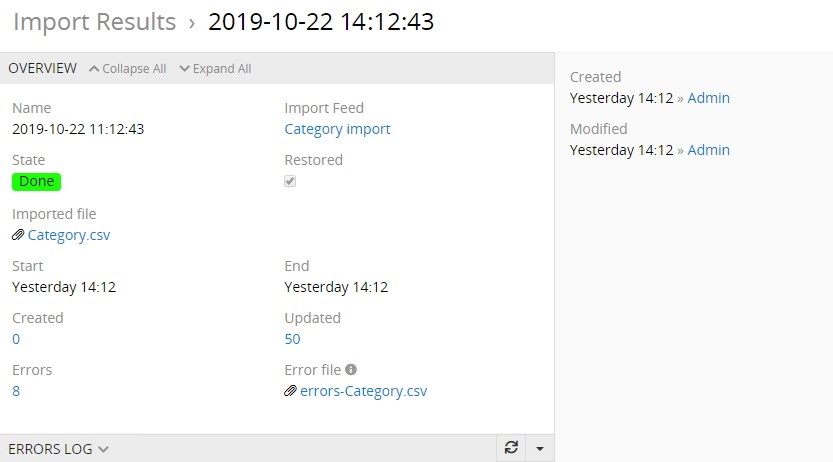 Import Results › 2019-10-22 14:12:43
OVERVIEW Collapse All Expand All
Name Import Feed
2019-10-22 11:12:43 Category import
State Restored
Done
Imported file
Category.csv
Start End
Yesterday 14:12 Yesterday 14:12
Created Updated
0 50
Errors Error file
8 errors-Category.csv
ERRORS LOG
Created
Yesterday 14:12 » Admin
Modified
Yesterday 14:12 » Admin